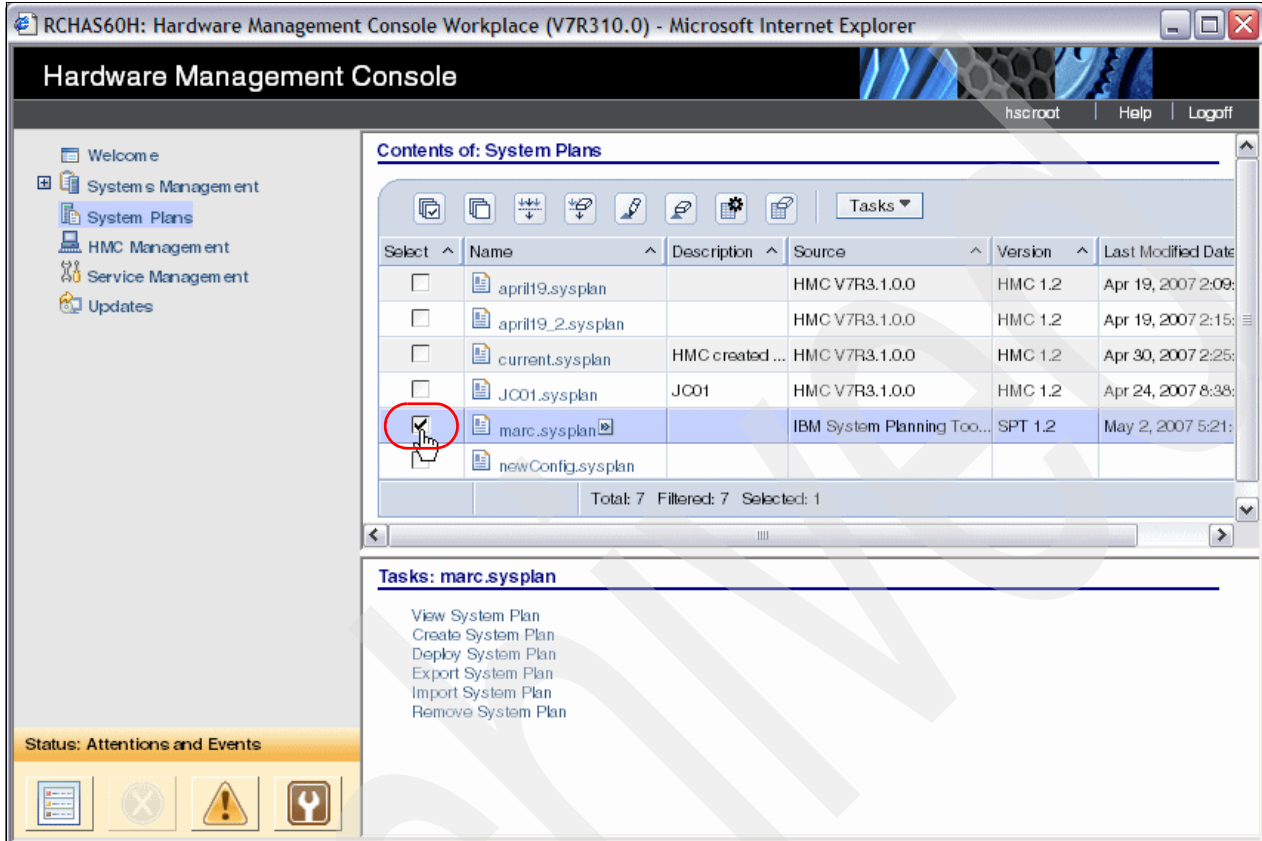 RCHAS60H: Hardware Management Console Workplace (V7R310.0) - Microsoft Internet Explorer
Hardware Management Console
hscroot | Help | Logoff
Welcome
Systems Management
System Plans
HMC Management
Service Management
Updates
Status: Attentions and Events
Contents of: System Plans
Tasks
Select Name Description Source Version Last Modified Date
april19.sysplan HMC V7R3.1.0.0 HMC 1.2 Apr 19, 2007 2:09:
april19_2.sysplan HMC V7R3.1.0.0 HMC 1.2 Apr 19, 2007 2:15:
current.sysplan HMC created ... HMC V7R3.1.0.0 HMC 1.2 Apr 30, 2007 2:25:
JC01.sysplan JC01 HMC V7R3.1.0.0 HMC 1.2 Apr 24, 2007 8:38:
marc.sysplan IBM System Planning Too... SPT 1.2 May 2, 2007 5:21:
newConfig.sysplan
Total: 7 Filtered: 7 Selected: 1
Tasks: marc.sysplan
View System Plan
Create System Plan
Deploy System Plan
Export System Plan
Import System Plan
Remove System Plan